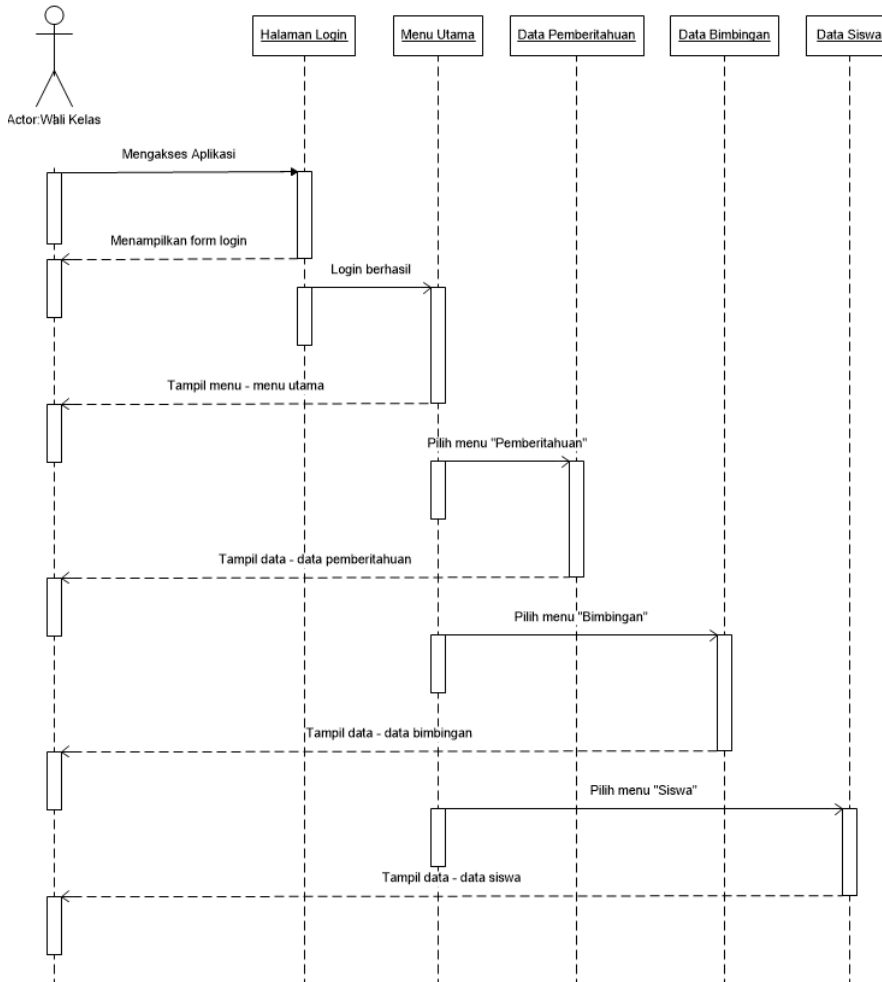 Halaman Login
Menu Utama
Data Pemberitahuan
Data Bimbingan
Data Siswa
Actor:Wali Kelas
Mengakses Aplikasi
Menampilkan form login
Login berhasil
Tampil menu - menu utama
Pilih menu "Pemberitahuan"
Tampil data - data pemberitahuan
Pilih menu "Bimbingan"
Tampil data - data bimbingan
Pilih menu "Siswa"
Tampil data - data siswa